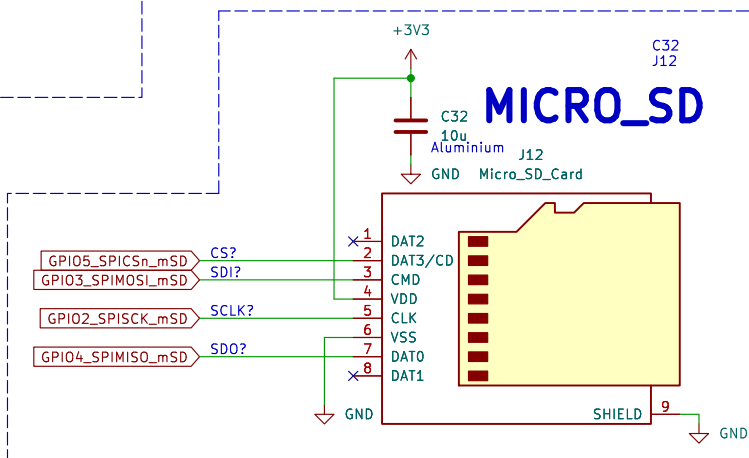 +3V3
C32
J12
MICRO_SD
C32
10u
Aluminium
GND
J12
Micro_SD_Card
1 DAT2
GPIO5_SPICSn_mSD CS? 2 DAT3/CD
GPIO3_SPIMOSI_mSD SDI? 3 CMD
4 VDD
GPIO2_SPISCK_mSD SCLK? 5 CLK
6 VSS
GPIO4_SPIMISO_mSD SDO? 7 DAT0
8 DAT1
GND
SHIELD 9
GND